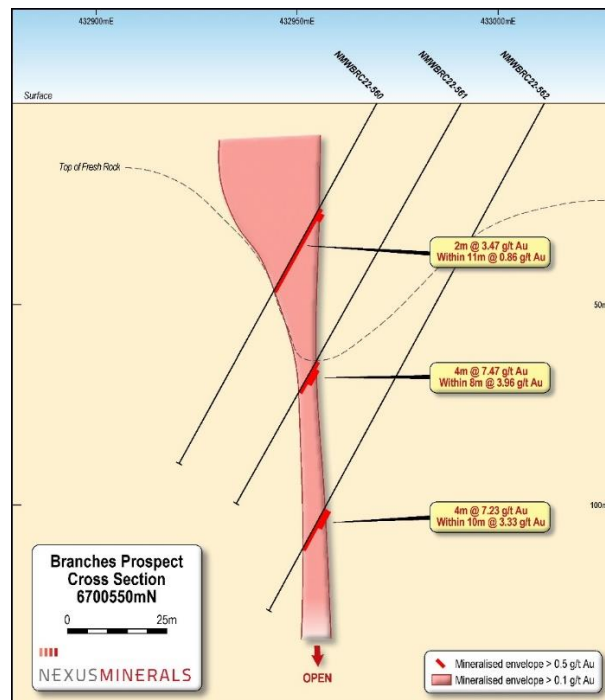 432900mE
432950mE
433000mE
NMWBRC22-560
NMWBRC22-561
NMWBRC22-562
Surface
Top of Fresh Rock
2m @ 3.47 g/t Au
Within 11m @ 0.86 g/t Au
50m
4m @ 7.47 g/t Au
Within 8m @ 3.96 g/t Au
100m
4m @ 7.23 g/t Au
Within 10m @ 3.33 g/t Au
Branches Prospect
Cross Section
6700550mN
0 25m
NEXUSMINERALS
OPEN
Mineralised envelope > 0.5 g/t Au
Mineralised envelope > 0.1 g/t Au